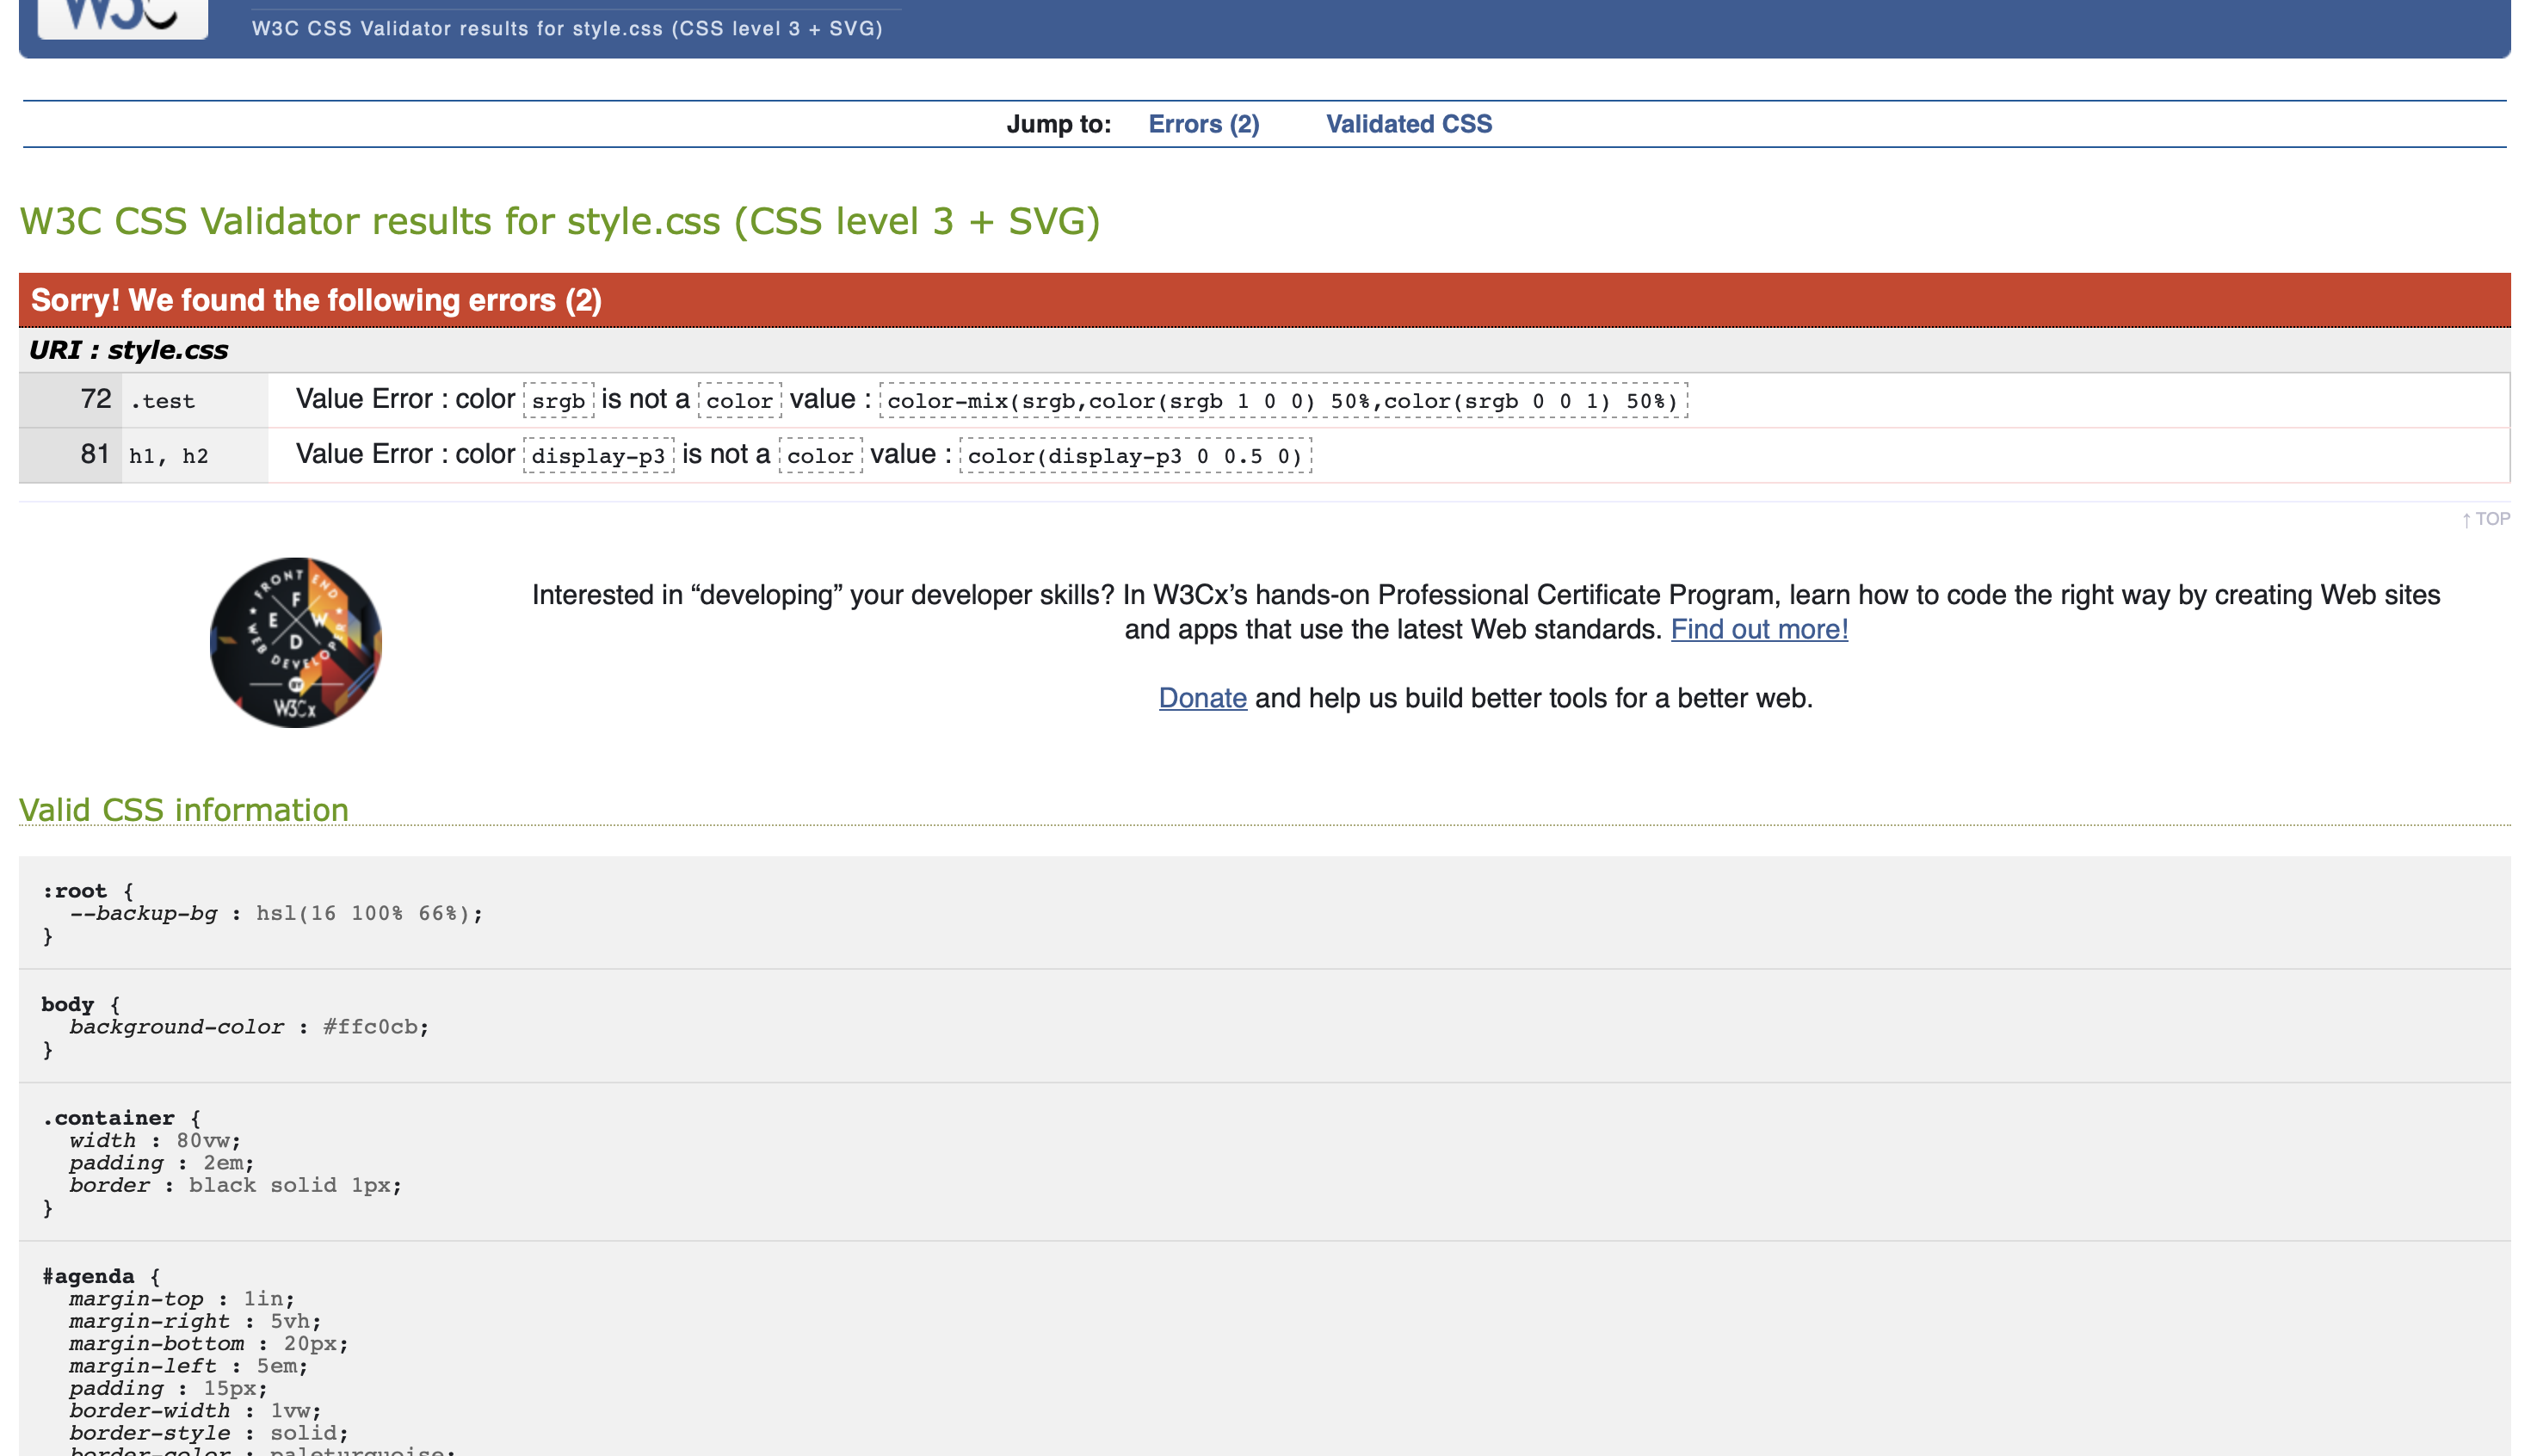 W3C
W3C CSS Validator results for style.css (CSS level 3 + SVG)
Jump to: Errors (2) Validated CSS
W3C CSS Validator results for style.css (CSS level 3 + SVG)
Sorry! We found the following errors (2)
URI : style.css
72 .test Value Error : color srgb is not a color value : color-mix(srgb,color(srgb 1 0 0) 50%,color(srgb 0 0 1) 50%)
81 h1, h2 Value Error : color display-p3 is not a color value : color(display-p3 0 0.5 0)
↑ TOP
FRONT END
WEB DEVELOPER
F
E W
D
W3Cx
Interested in “developing” your developer skills? In W3Cx’s hands-on Professional Certificate Program, learn how to code the right way by creating Web sites
and apps that use the latest Web standards. Find out more!
Donate and help us build better tools for a better web.
Valid CSS information
:root {
--backup-bg : hsl(16 100% 66%);
}
body {
background-color : #ffc0cb;
}
.container {
width : 80vw;
padding : 2em;
border : black solid 1px;
}
#agenda {
margin-top : 1in;
margin-right : 5vh;
margin-bottom : 20px;
margin-left : 5em;
padding : 15px;
border-width : 1vw;
border-style : solid;
border-color : paleturquoise;